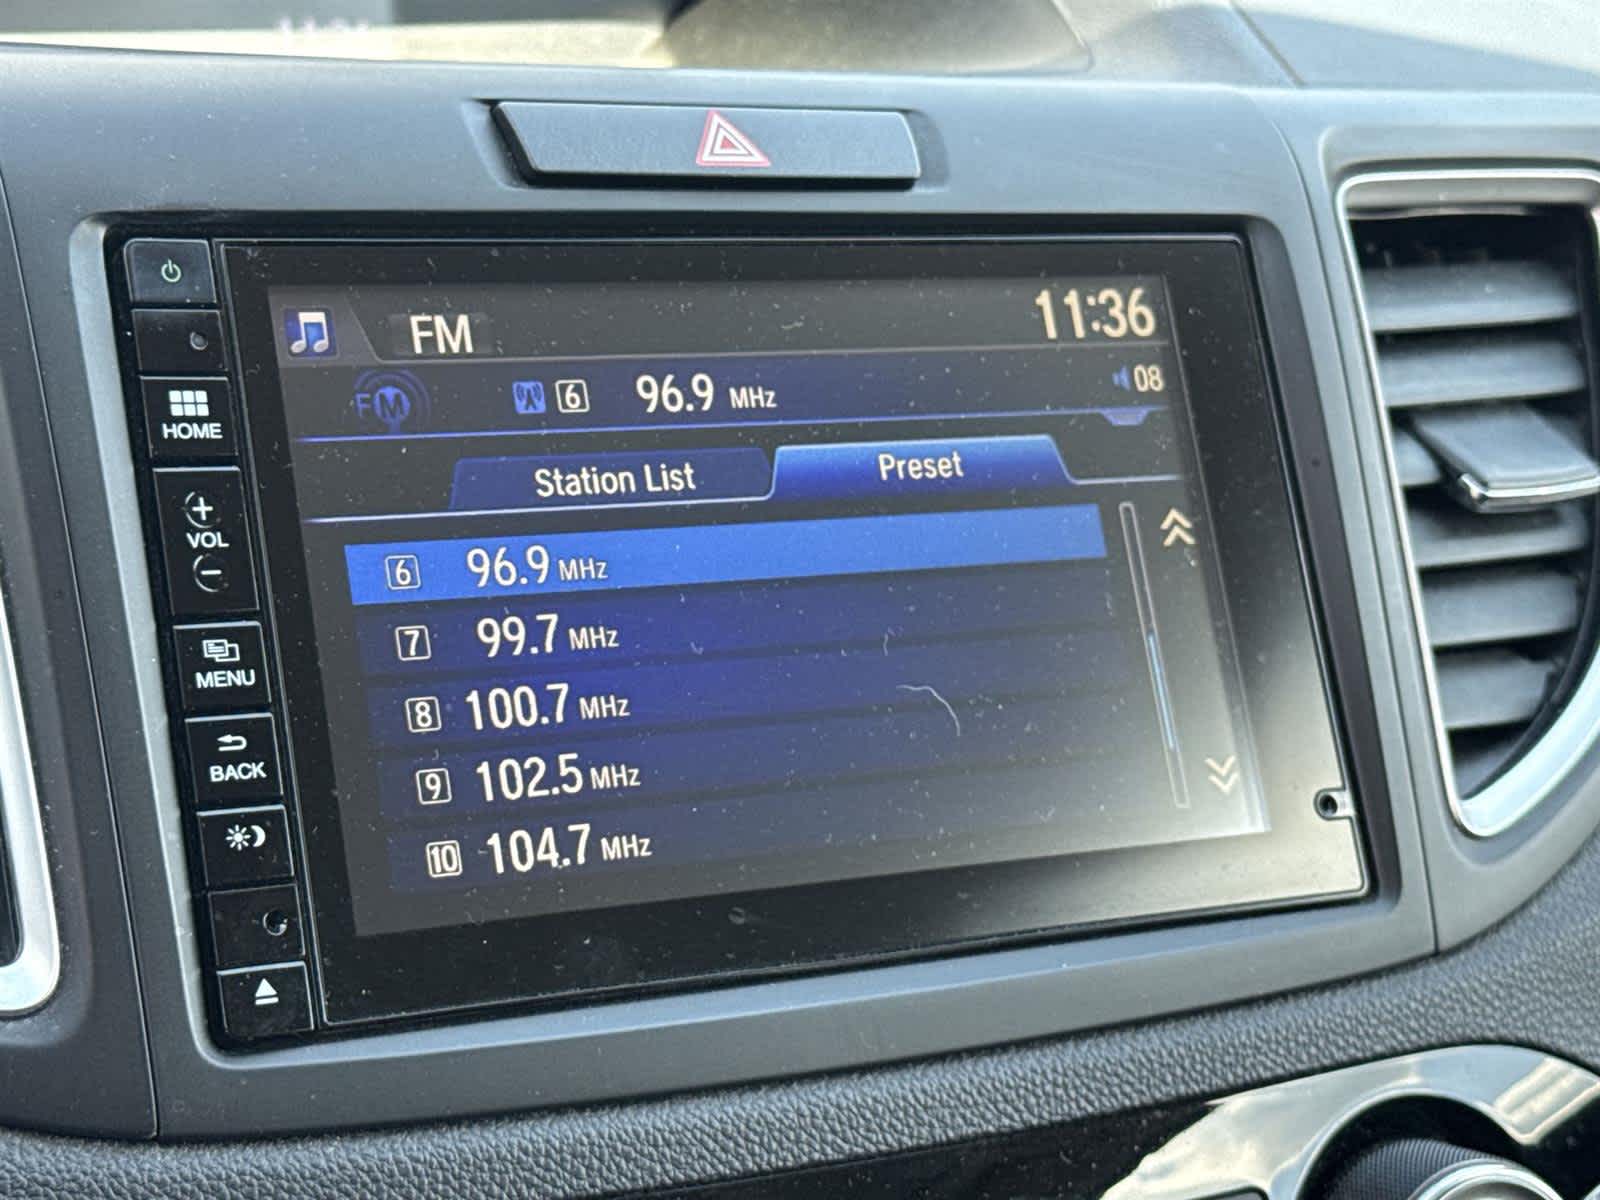 FM 11:36
FM 6 96.9 MHz 08
Station List Preset
6 96.9 MHz
7 99.7 MHz
8 100.7 MHz
9 102.5 MHz
10 104.7 MHz
HOME
+
VOL
−
MENU
BACK